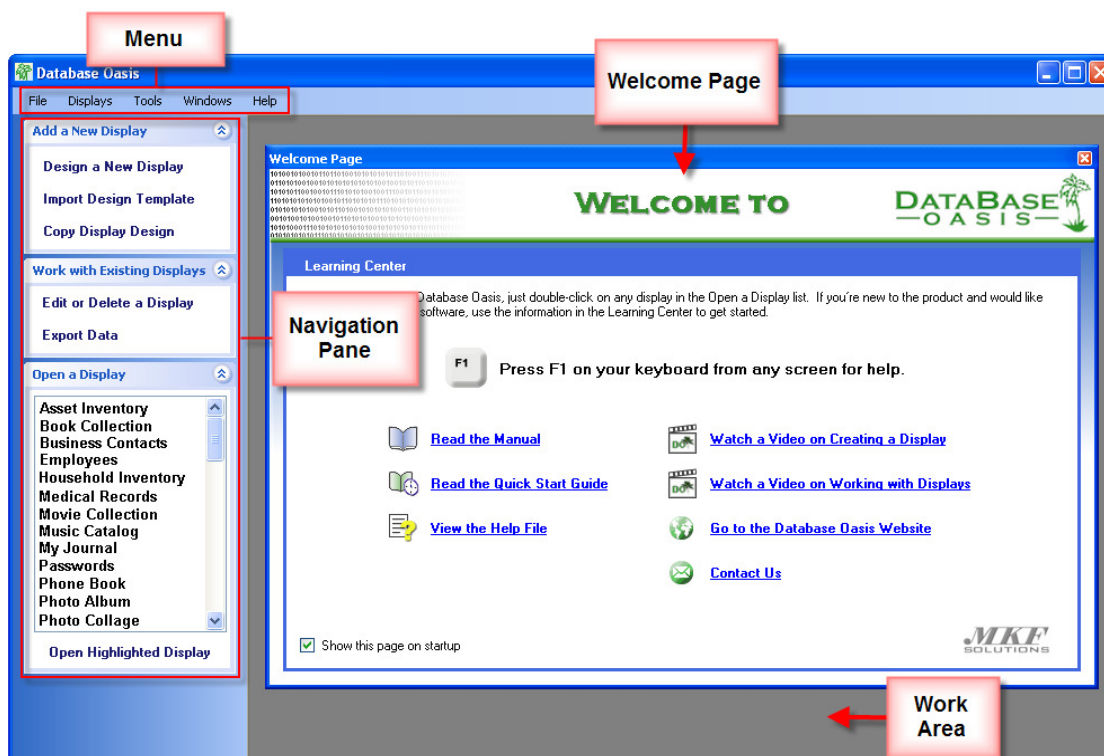 Menu
Database Oasis
File Displays Tools Windows Help
Welcome Page
Add a New Display
Design a New Display
Import Design Template
Copy Display Design
Work with Existing Displays
Edit or Delete a Display
Export Data
Navigation
Pane
Open a Display
Asset Inventory
Book Collection
Business Contacts
Employees
Household Inventory
Medical Records
Movie Collection
Music Catalog
My Journal
Passwords
Phone Book
Photo Album
Photo Collage
Open Highlighted Display
Welcome Page
WELCOME TO
DATABASE
OASIS
Learning Center
Database Oasis, just double-click on any display in the Open a Display list. If you're new to the product and would like
software, use the information in the Learning Center to get started.
F1
Press F1 on your keyboard from any screen for help.
Read the Manual
Watch a Video on Creating a Display
Read the Quick Start Guide
Watch a Video on Working with Displays
View the Help File
Go to the Database Oasis Website
Contact Us
Show this page on startup
MKF
SOLUTIONS
Work
Area